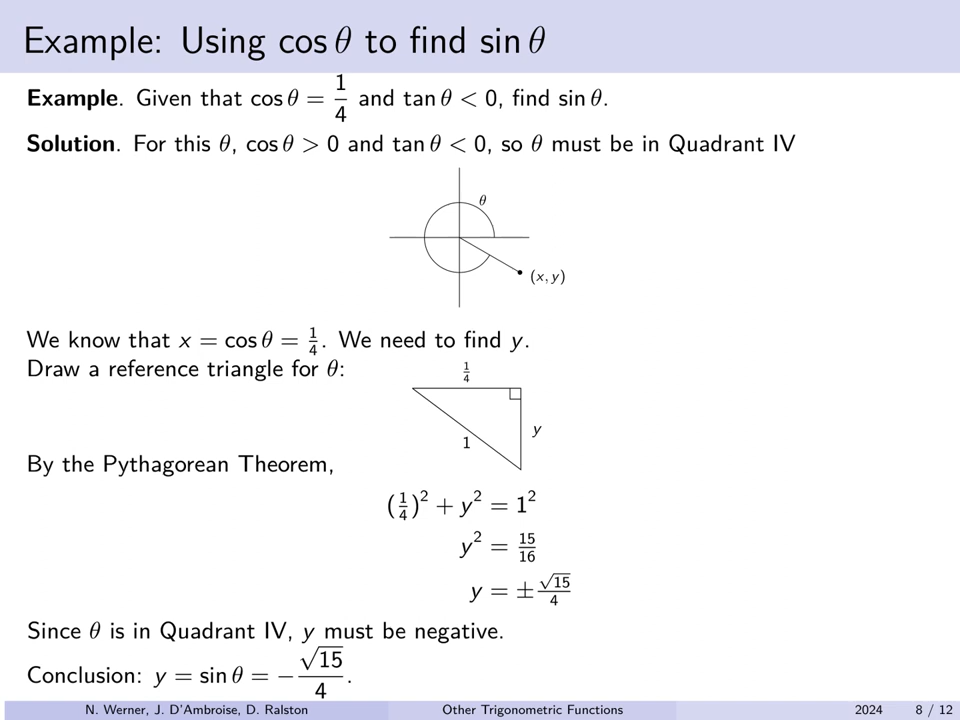 Example: Using cos θ to find sin θ
Example. Given that cos θ = 1/4 and tan θ < 0, find sin θ.
Solution. For this θ, cos θ > 0 and tan θ < 0, so θ must be in Quadrant IV
θ
(x, y)
We know that x = cos θ = 1/4. We need to find y.
Draw a reference triangle for θ:
1/4
y
1
By the Pythagorean Theorem,
(1/4)² + y² = 1²
y² = 15/16
y = ±√15/4
Since θ is in Quadrant IV, y must be negative.
Conclusion: y = sin θ = −√15/4.
N. Werner, J. D'Ambroise, D. Ralston Other Trigonometric Functions 2024 8 / 12